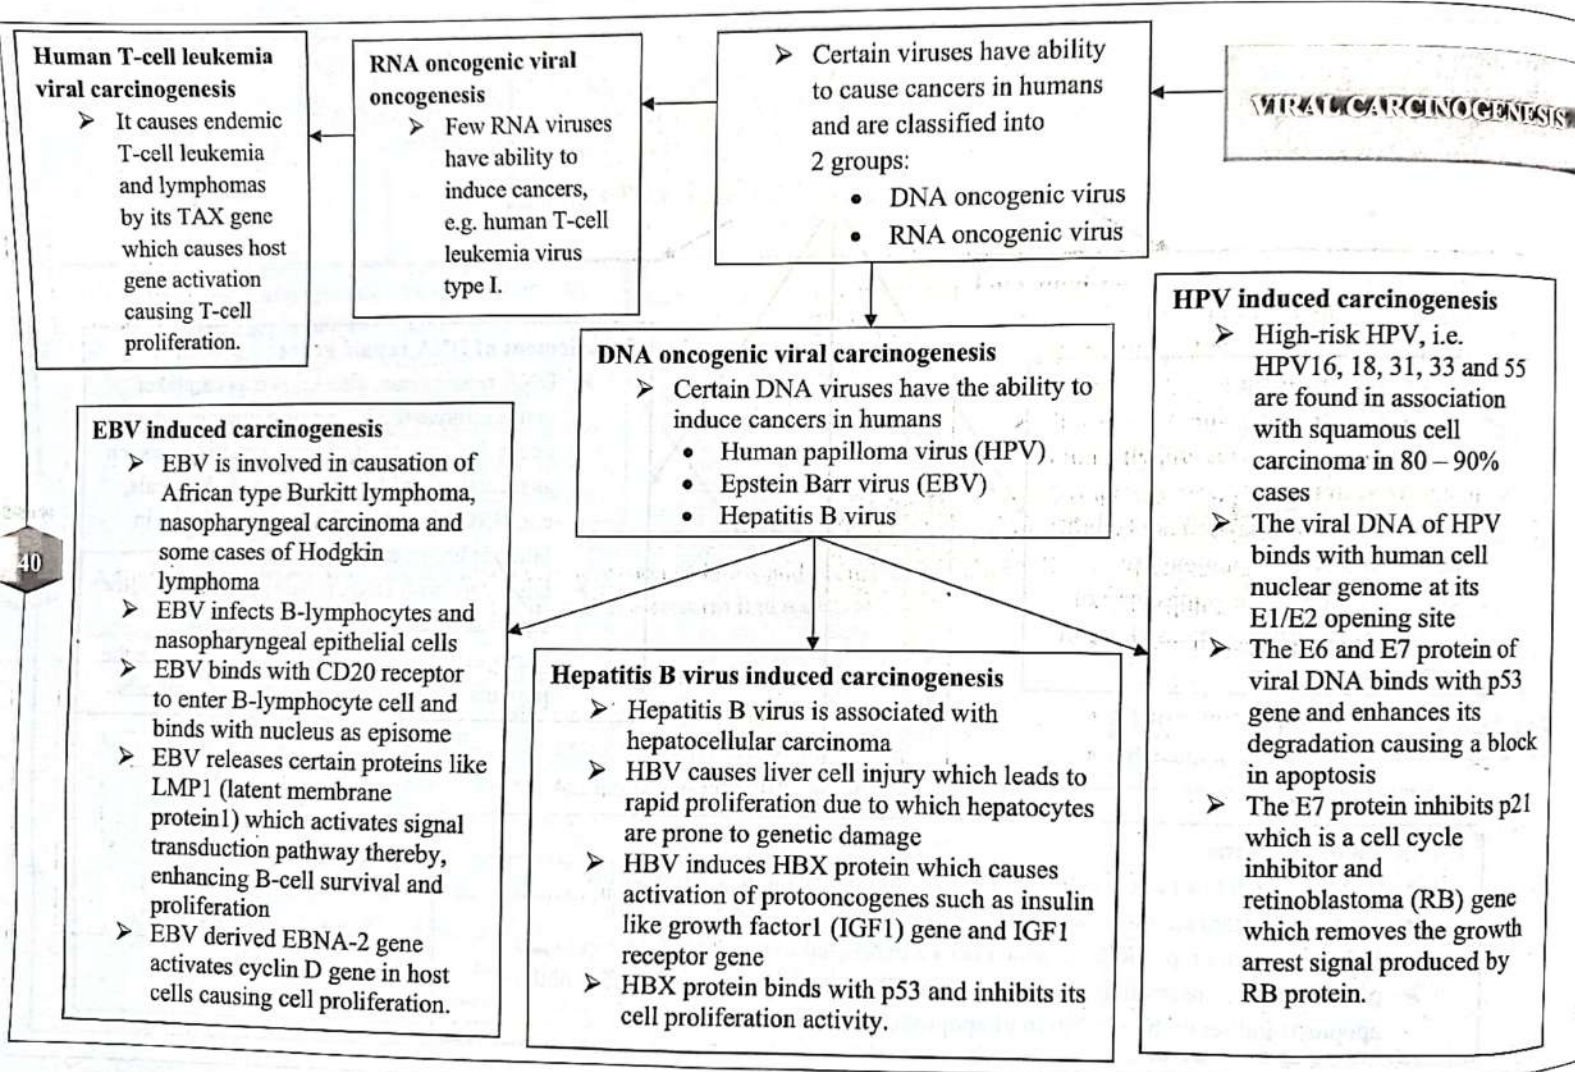 VIRAL CARCINOGENESIS
➤ Certain viruses have ability
to cause cancers in humans
and are classified into
2 groups:
• DNA oncogenic virus
• RNA oncogenic virus
RNA oncogenic viral
oncogenesis
➤ Few RNA viruses
have ability to
induce cancers,
e.g. human T-cell
leukemia virus
type I.
Human T-cell leukemia
viral carcinogenesis
➤ It causes endemic
T-cell leukemia
and lymphomas
by its TAX gene
which causes host
gene activation
causing T-cell
proliferation.
DNA oncogenic viral carcinogenesis
➤ Certain DNA viruses have the ability to
induce cancers in humans
• Human papilloma virus (HPV)
• Epstein Barr virus (EBV)
• Hepatitis B virus
EBV induced carcinogenesis
➤ EBV is involved in causation of
African type Burkitt lymphoma,
nasopharyngeal carcinoma and
some cases of Hodgkin
lymphoma
➤ EBV infects B-lymphocytes and
nasopharyngeal epithelial cells
➤ EBV binds with CD20 receptor
to enter B-lymphocyte cell and
binds with nucleus as episome
➤ EBV releases certain proteins like
LMP1 (latent membrane
protein1) which activates signal
transduction pathway thereby,
enhancing B-cell survival and
proliferation
➤ EBV derived EBNA-2 gene
activates cyclin D gene in host
cells causing cell proliferation.
Hepatitis B virus induced carcinogenesis
➤ Hepatitis B virus is associated with
hepatocellular carcinoma
➤ HBV causes liver cell injury which leads to
rapid proliferation due to which hepatocytes
are prone to genetic damage
➤ HBV induces HBX protein which causes
activation of protooncogenes such as insulin
like growth factor1 (IGF1) gene and IGF1
receptor gene
➤ HBX protein binds with p53 and inhibits its
cell proliferation activity.
HPV induced carcinogenesis
➤ High-risk HPV, i.e.
HPV16, 18, 31, 33 and 55
are found in association
with squamous cell
carcinoma in 80 – 90%
cases
➤ The viral DNA of HPV
binds with human cell
nuclear genome at its
E1/E2 opening site
➤ The E6 and E7 protein of
viral DNA binds with p53
gene and enhances its
degradation causing a block
in apoptosis
➤ The E7 protein inhibits p21
which is a cell cycle
inhibitor and
retinoblastoma (RB) gene
which removes the growth
arrest signal produced by
RB protein.
40